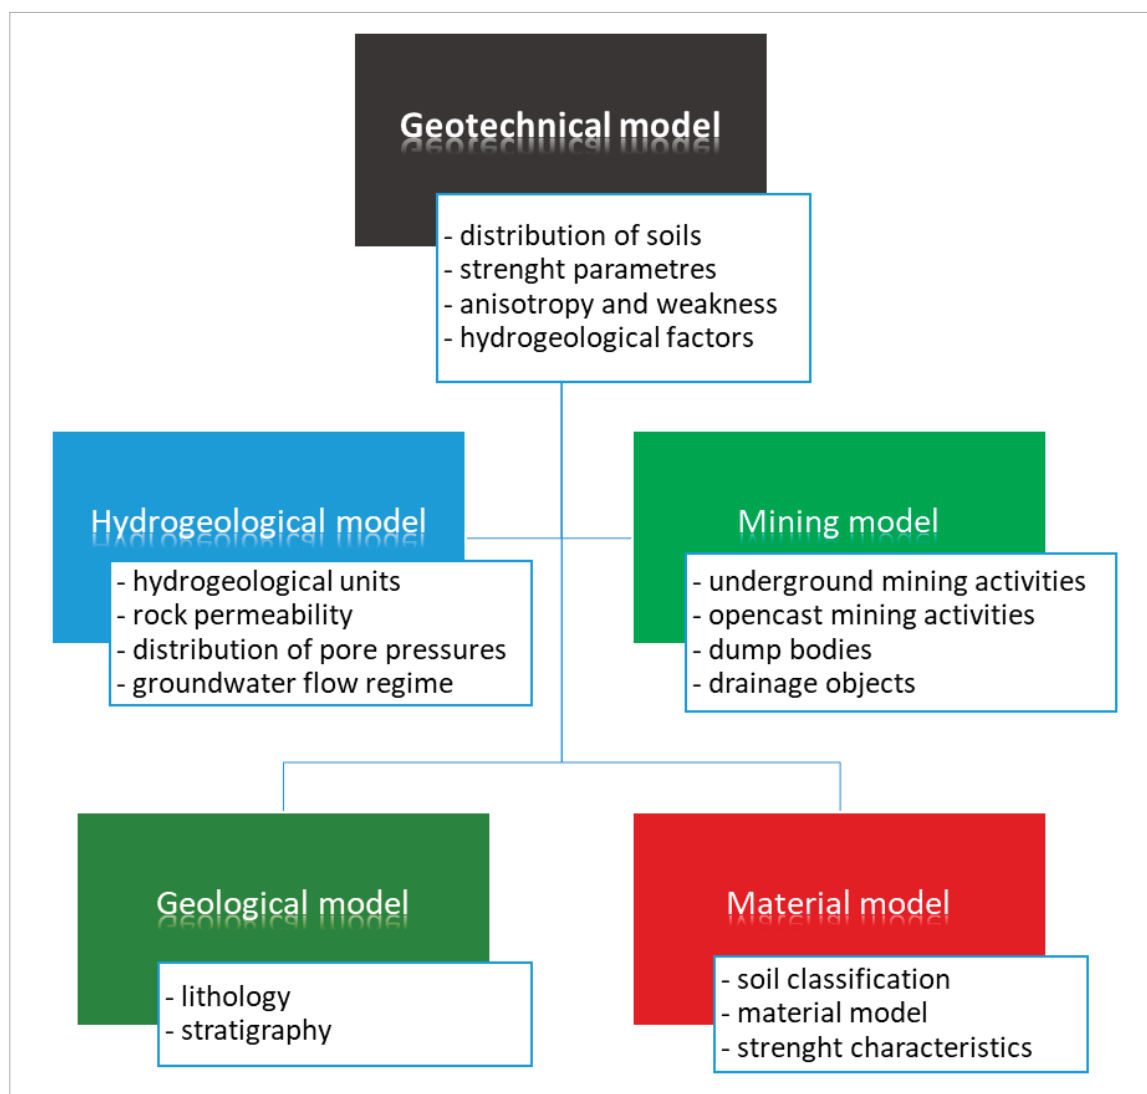 Geotechnical model
- distribution of soils
- strenght parametres
- anisotropy and weakness
- hydrogeological factors
Hydrogeological model
- hydrogeological units
- rock permeability
- distribution of pore pressures
- groundwater flow regime
Mining model
- underground mining activities
- opencast mining activities
- dump bodies
- drainage objects
Geological model
- lithology
- stratigraphy
Material model
- soil classification
- material model
- strenght characteristics